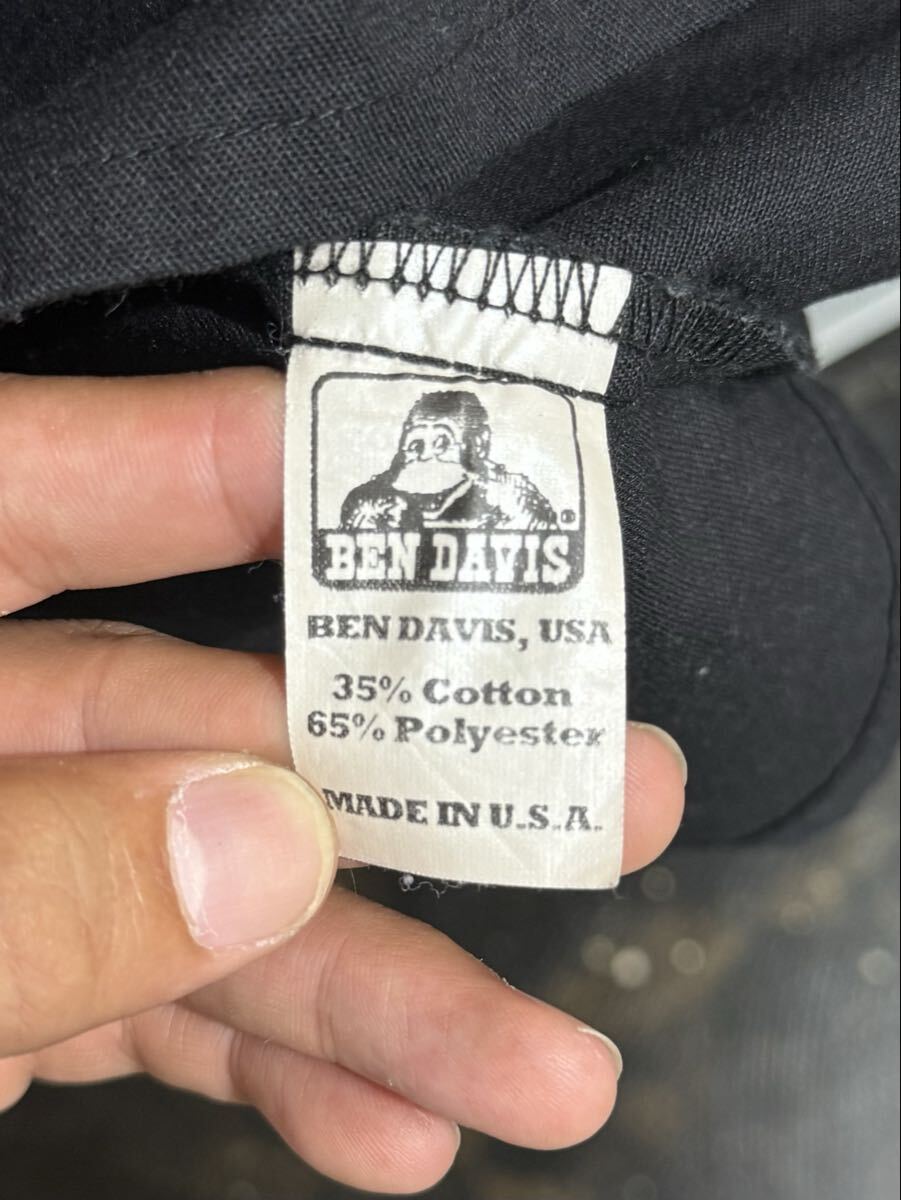 BEN DAVIS
®
BEN DAVIS, USA
35% Cotton
65% Polyester
MADE IN U.S.A.